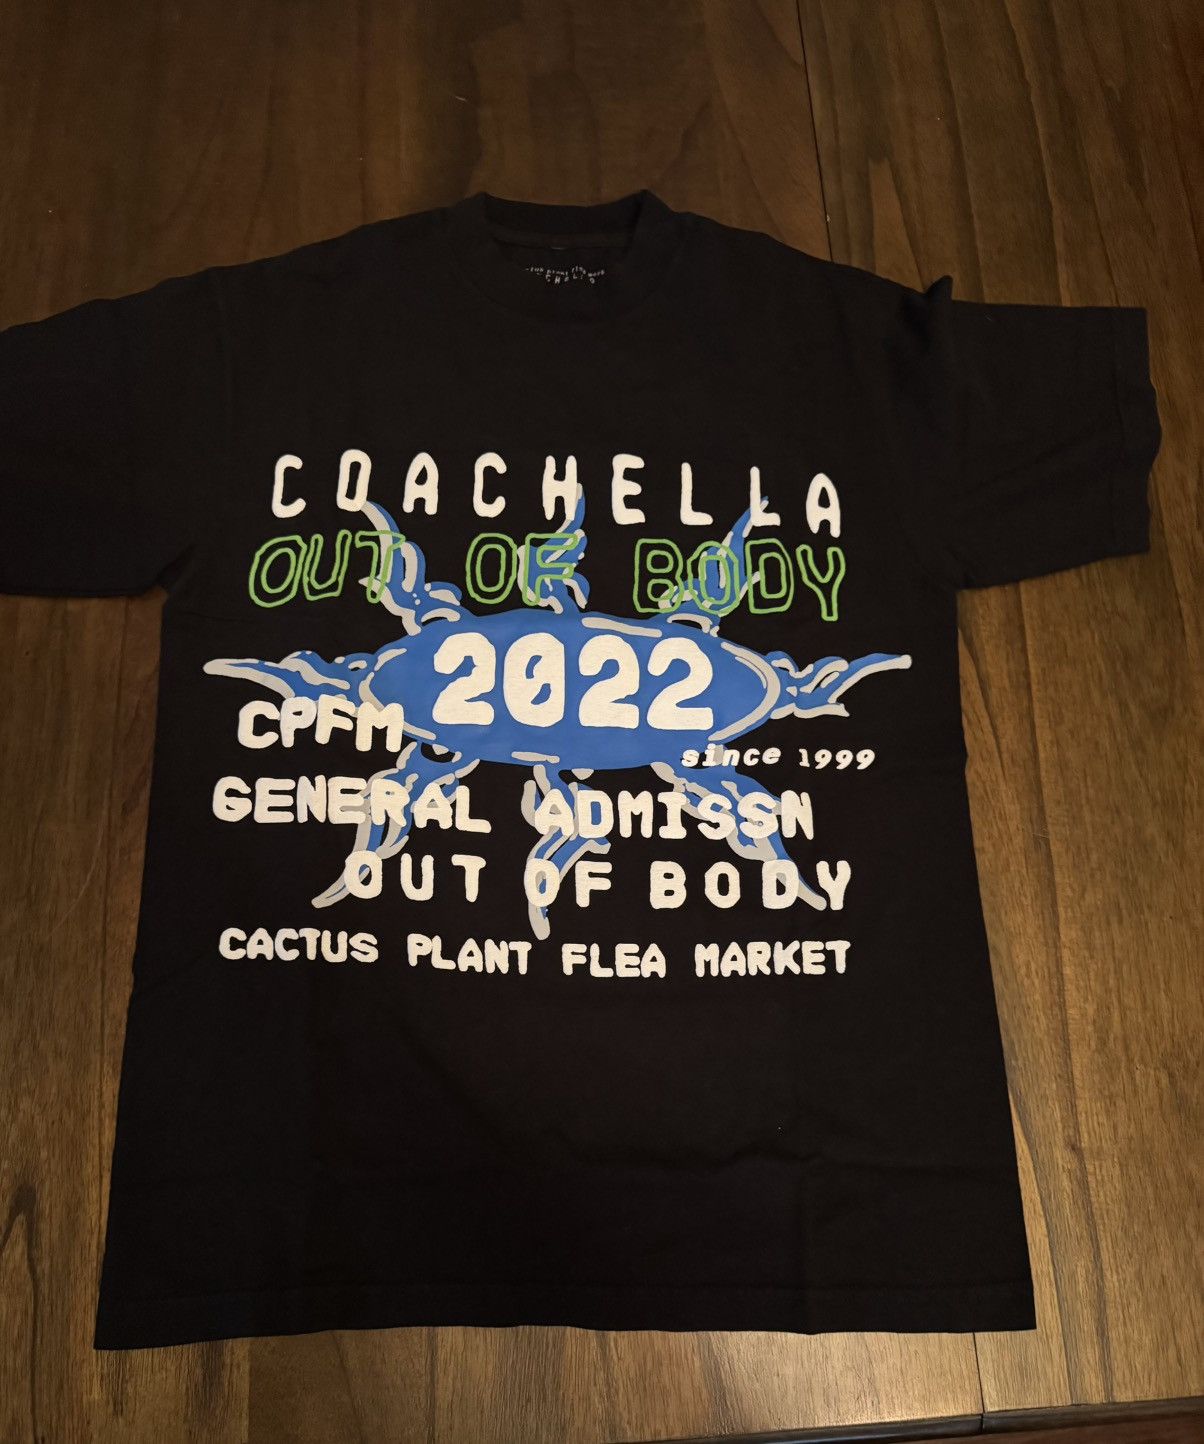 COACHELLA
OUT OF BODY
2022
CPFM
since 1999
GENERAL ADMISSN
OUT OF BODY
CACTUS PLANT FLEA MARKET